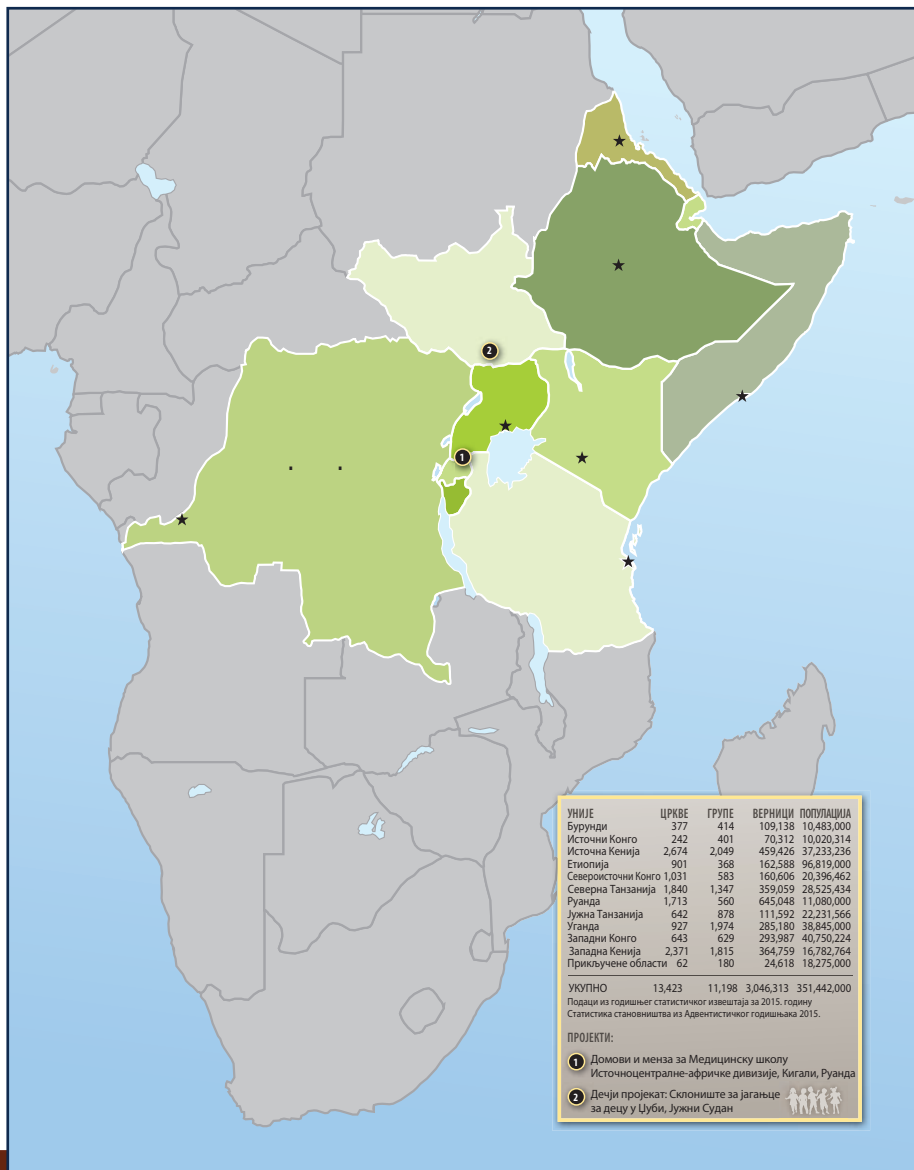 2
1
УНИЈЕ ЦРКВЕ ГРУПЕ ВЕРНИЦИ ПОПУЛАЦИЈА
Бурунди 377 414 109,138 10,483,000
Источни Конго 242 401 70,312 10,020,314
Источна Кенија 2,674 2,049 459,426 37,233,236
Етиопија 901 368 162,588 96,819,000
Североисточни Конго 1,031 583 160,606 20,396,462
Северна Танзанија 1,840 1,347 359,059 28,525,434
Руанда 1,713 560 645,048 11,080,000
Јужна Танзанија 642 878 111,592 22,231,566
Уганда 927 1,974 285,180 38,845,000
Западни Конго 643 629 293,987 40,750,224
Западна Кенија 2,371 1,815 364,759 16,782,764
Прикључене области 62 180 24,618 18,275,000
УКУПНО 13,423 11,198 3,046,313 351,442,000
Подаци из годишњег статистичког извештаја за 2015. годину
Статистика становништва из Адвентистичког годишњака 2015.
ПРОЈЕКТИ:
1 Домови и менза за Медицинску школу
Источноцентралне-афричке дивизије, Кигали, Руанда
2 Дечји пројекат: Склониште за јагањце
за децу у Џуби, Јужни Судан